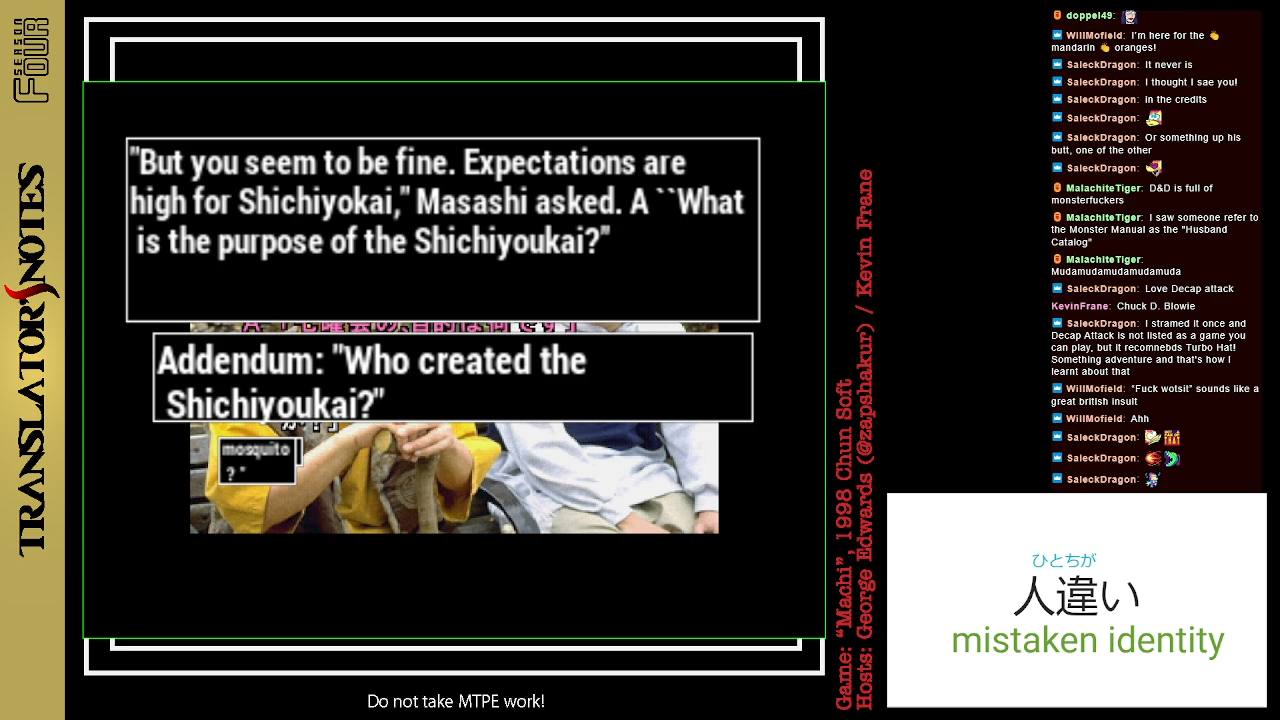 SEASON
FOUR
TRANSLATOR'S NOTES
"But you seem to be fine. Expectations are
high for Shichiyokai," Masashi asked. A ``What
is the purpose of the Shichiyoukai?"
Addendum: "Who created the
Shichiyoukai?"
mosquito
? "
Do not take MTPE work!
Game: "Machi", 1998 Chun Soft
Hosts: George Edwards (@zapshakur) / Kevin Frane
doppel49:
WillMofield: I'm here for the 👏
mandarin 👏 oranges!
SaleckDragon: It never is
SaleckDragon: I thought I sae you!
SaleckDragon: in the credits
SaleckDragon:
SaleckDragon: Or something up his
butt, one of the other
SaleckDragon:
MalachiteTiger: D&D is full of
monsterfuckers
MalachiteTiger: I saw someone refer to
the Monster Manual as the "Husband
Catalog"
MalachiteTiger:
Mudamudamudamudamuda
SaleckDragon: Love Decap attack
KevinFrane: Chuck D. Blowie
SaleckDragon: I stramed it once and
Decap Attack is not listed as a game you
can play, but it recomnebds Turbo Hat!
Something adventure and that's how I
learnt about that
WillMofield: "Fuck wotsit" sounds like a
great british insult
WillMofield: Ahh
SaleckDragon:
SaleckDragon:
SaleckDragon:
ひとちが
人違い
mistaken identity